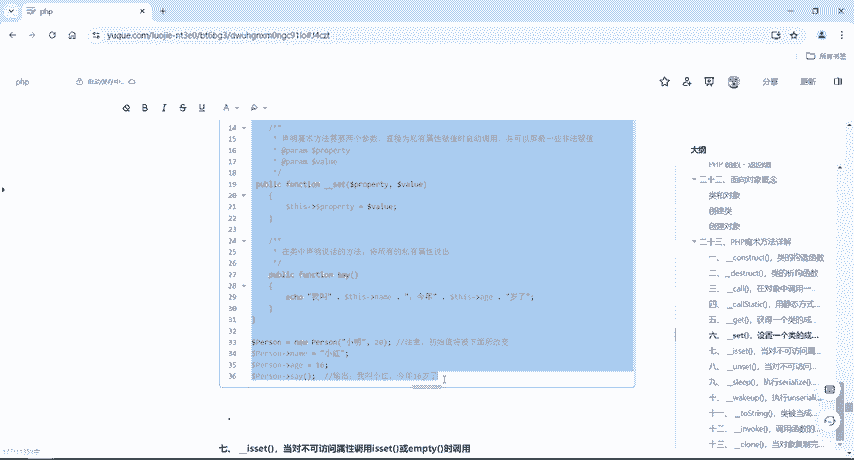 php
yuque.com/luojie-nt3e0/bt6bg3/
所有书签
php
分享
更新
B I S U A
14 /**
15 * 声明魔术方法需要两个参数，直接为私有属性赋值时自动调用，并可以屏蔽一些非法赋值
16 * @param $property
17 * @param $value
18 */
19 public function __set($property, $value)
20 {
21 $this->$property = $value;
22 }
23
24 /**
25 * 在类中声明说话的方法，将所有的私有属性说出
26 */
27 public function say()
28 {
29 echo "我叫" . $this->name . "，今年" . $this->age . "岁了";
30 }
31 }
32
33 $Person = new Person("小明", 20); //注意，初始值将被下面所改变
34 $Person->name = "小红";
35 $Person->age = 16;
36 $Person->say(); //输出：我叫小红，今年16岁了
七、 __isset()，当对不可访问属性调用isset()或empty()时调用
大纲
二十二、面向对象概念
类和对象
创建类
创建对象
二十三、PHP魔术方法详解
一、 __construct()，类的构造函数
二、 __destruct()，类的析构函数
三、 __call()，在对象中调用一...
四、 __callStatic()，用静态方式...
五、 __get()，获得一个类的成...
六、 __set()，设置一个类的成...
七、 __isset()，当对不可访问属...
八、 __unset()，当对不可访问...
九、 __sleep()，执行serialize()...
十、 __wakeup()，执行unseriali...
十一、 __toString()，类被当成...
十二、 __invoke()，调用函数的...
十三、 __clone()，当对象复制完...